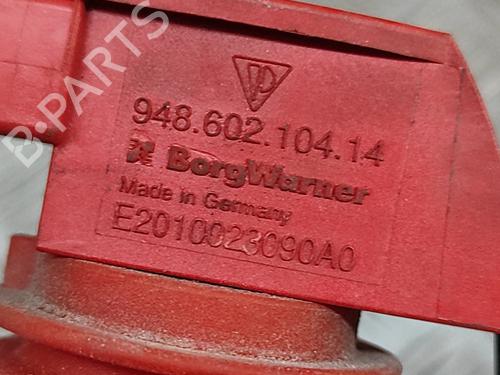 B-PARTS
948.602.104.14
BorgWarner
Made in Germany
E2010023090A0